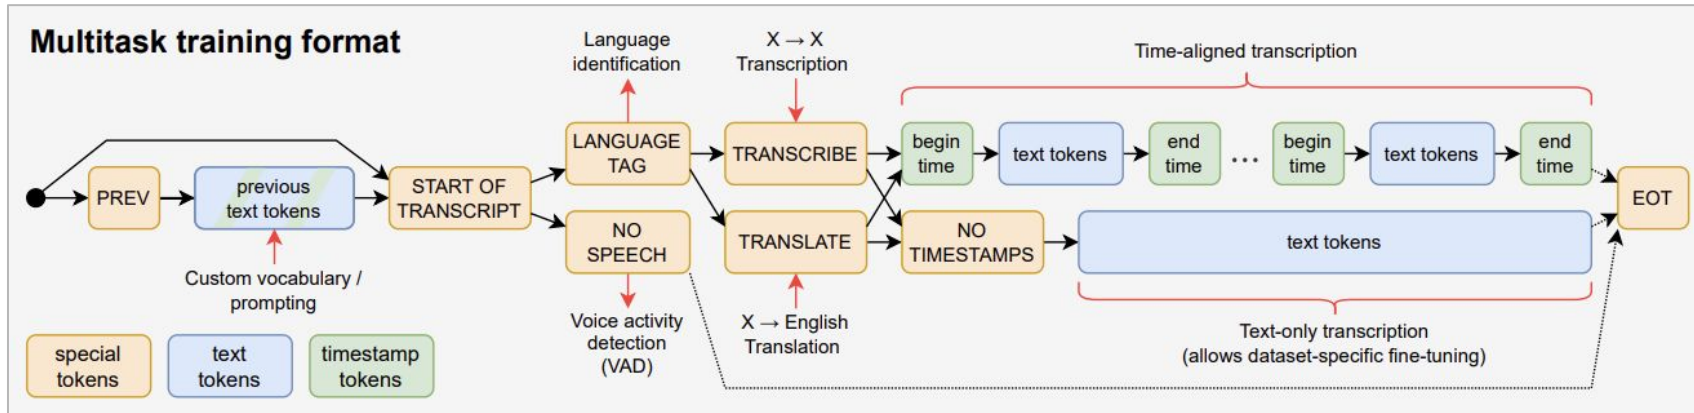 Multitask training format
Language
identification
X → X
Transcription
Time-aligned transcription
PREV
previous
text tokens
START OF
TRANSCRIPT
LANGUAGE
TAG
NO
SPEECH
TRANSCRIBE
TRANSLATE
begin
time
text tokens
end
time
...
begin
time
text tokens
end
time
NO
TIMESTAMPS
text tokens
EOT
Custom vocabulary /
prompting
Voice activity
detection
(VAD)
X → English
Translation
Text-only transcription
(allows dataset-specific fine-tuning)
special
tokens
text
tokens
timestamp
tokens